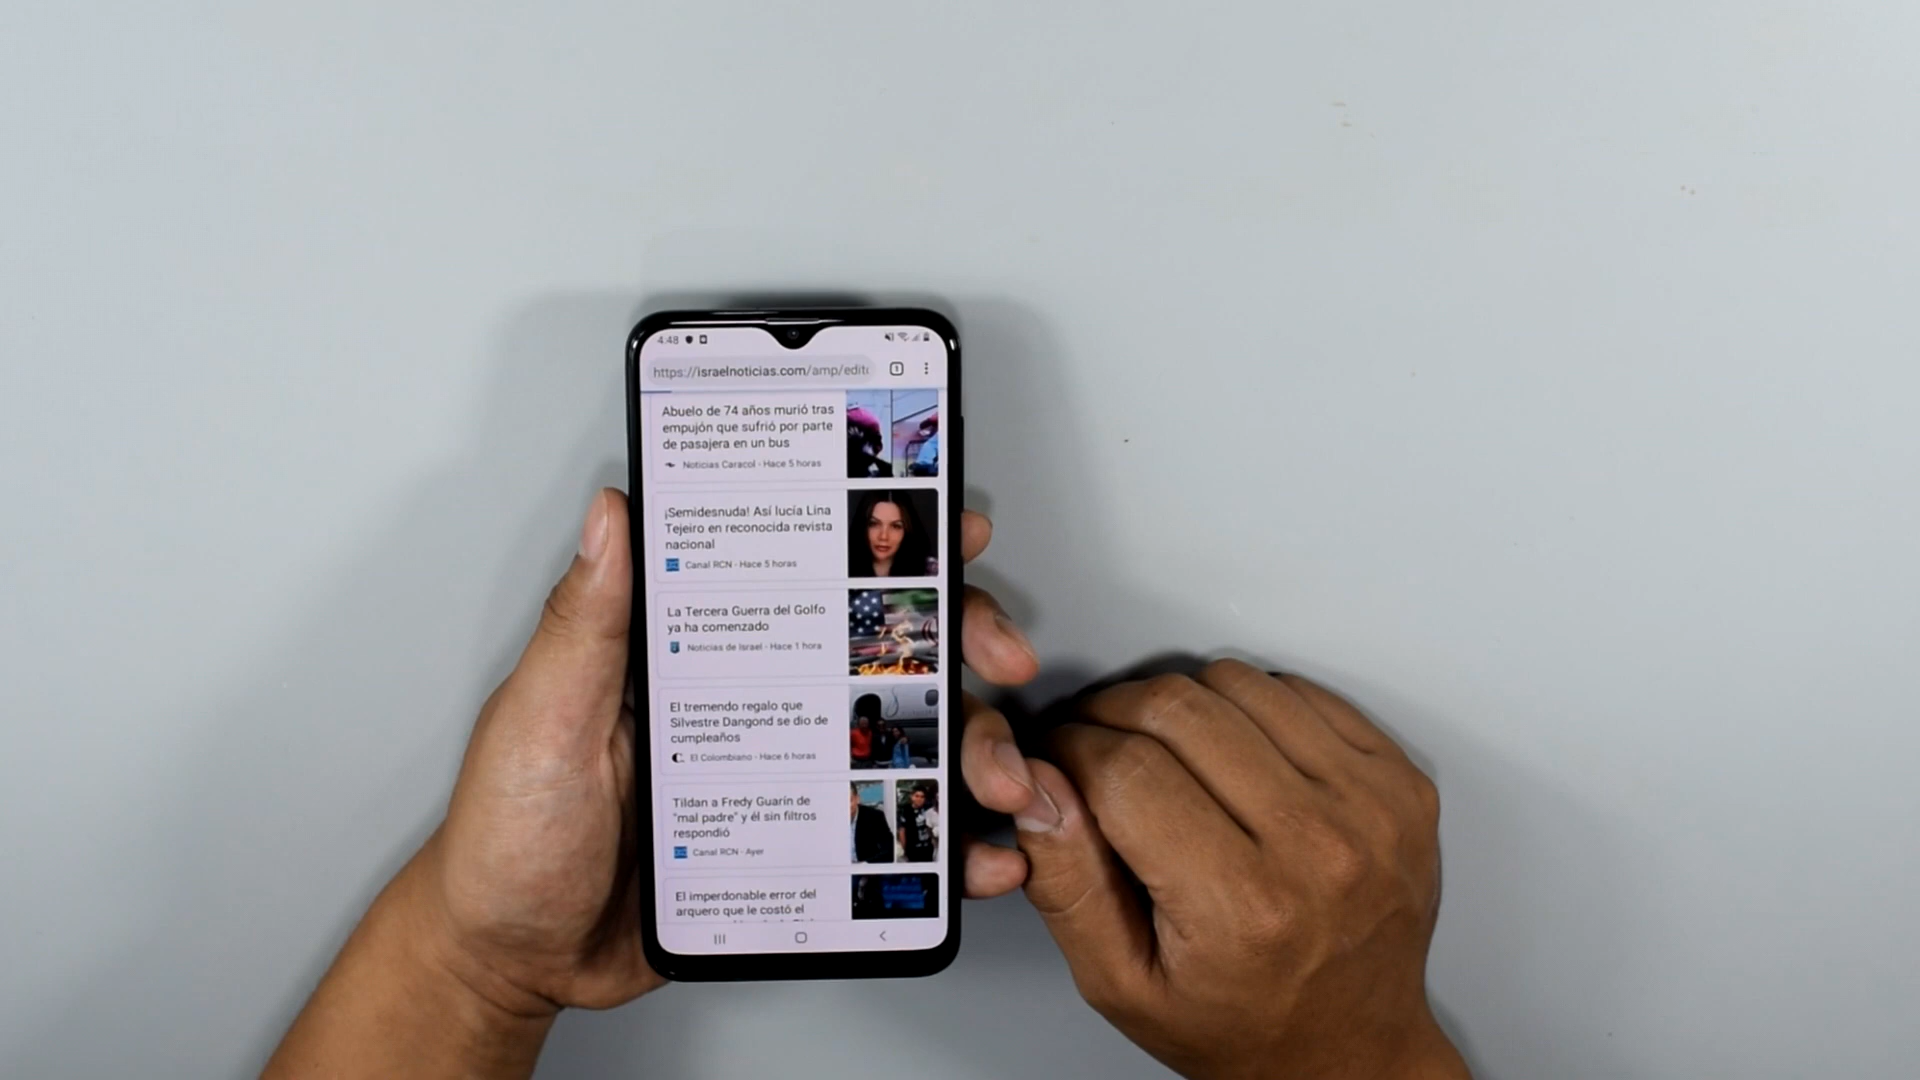 4:48
https://israelnoticias.com/amp/edito
1
Abuelo de 74 años murió tras
empujón que sufrió por parte
de pasajera en un bus
Noticias Caracol - Hace 5 horas
¡Semidesnuda! Así lucía Lina
Tejeiro en reconocida revista
nacional
Canal RCN - Hace 5 horas
La Tercera Guerra del Golfo
ya ha comenzado
Noticias de Israel - Hace 1 hora
El tremendo regalo que
Silvestre Dangond se dio de
cumpleaños
El Colombiano - Hace 6 horas
Tildan a Fredy Guarín de
"mal padre" y él sin filtros
respondió
Canal RCN - Ayer
El imperdonable error del
arquero que le costó el